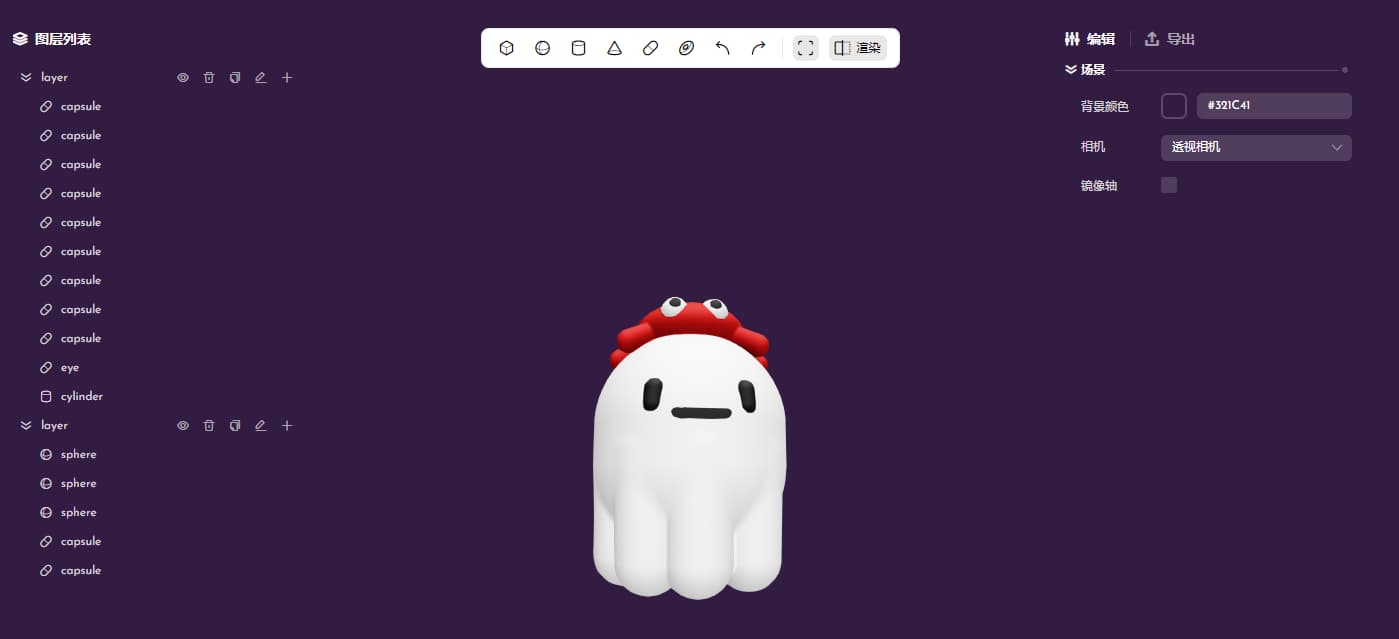 图层列表
layer
capsule
capsule
capsule
capsule
capsule
capsule
capsule
capsule
capsule
eye
cylinder
layer
sphere
sphere
sphere
capsule
capsule
渲染
编辑
导出
场景
背景颜色
#321C41
相机
透视相机
镜像轴